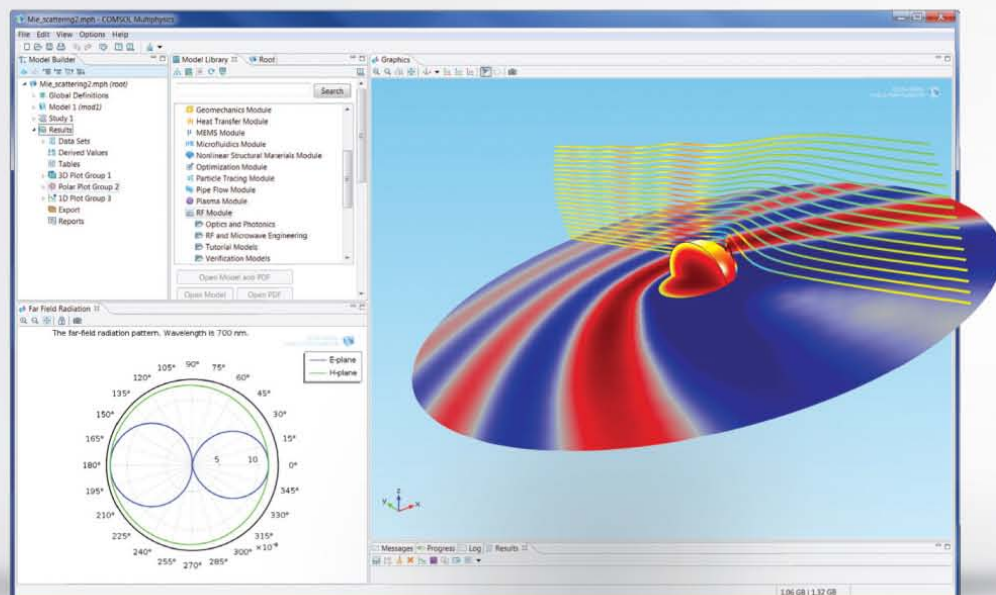 Mie_scattering2.mph - COMSOL Multiphysics
File Edit View Options Help
Model Builder
Mie_scattering2.mph (root)
Global Definitions
Model 1 (mod1)
Study 1
Results
Data Sets
Derived Values
Tables
3D Plot Group 1
Polar Plot Group 2
1D Plot Group 3
Export
Reports
Model Library
Root
Search
Geomechanics Module
Heat Transfer Module
MEMS Module
Microfluidics Module
Nonlinear Structural Materials Module
Optimization Module
Particle Tracing Module
Pipe Flow Module
Plasma Module
RF Module
Optics and Photonics
RF and Microwave Engineering
Tutorial Models
Verification Models
Open Model and PDF
Open Model Open PDF
Graphics
z
y x
Far Field Radiation
The far-field radiation pattern. Wavelength is 700 nm.
E-plane
H-plane
90°
105° 75°
120° 60°
135° 45°
150° 30°
165° 15°
180° 5 10 0°
195° 345°
210° 330°
225° 315°
240° 300° ×10⁻⁸
255° 270° 285°
Messages Progress Log Results
1.06 GB | 1.32 GB